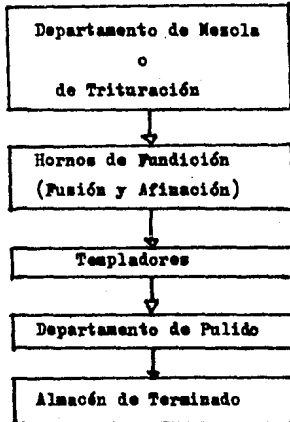 Departamento de Mezcla
o
de Trituración
Hornos de Fundición
(Fusión y Afinación)
Templadores
Departamento de Pulido
Almacén de Terminado